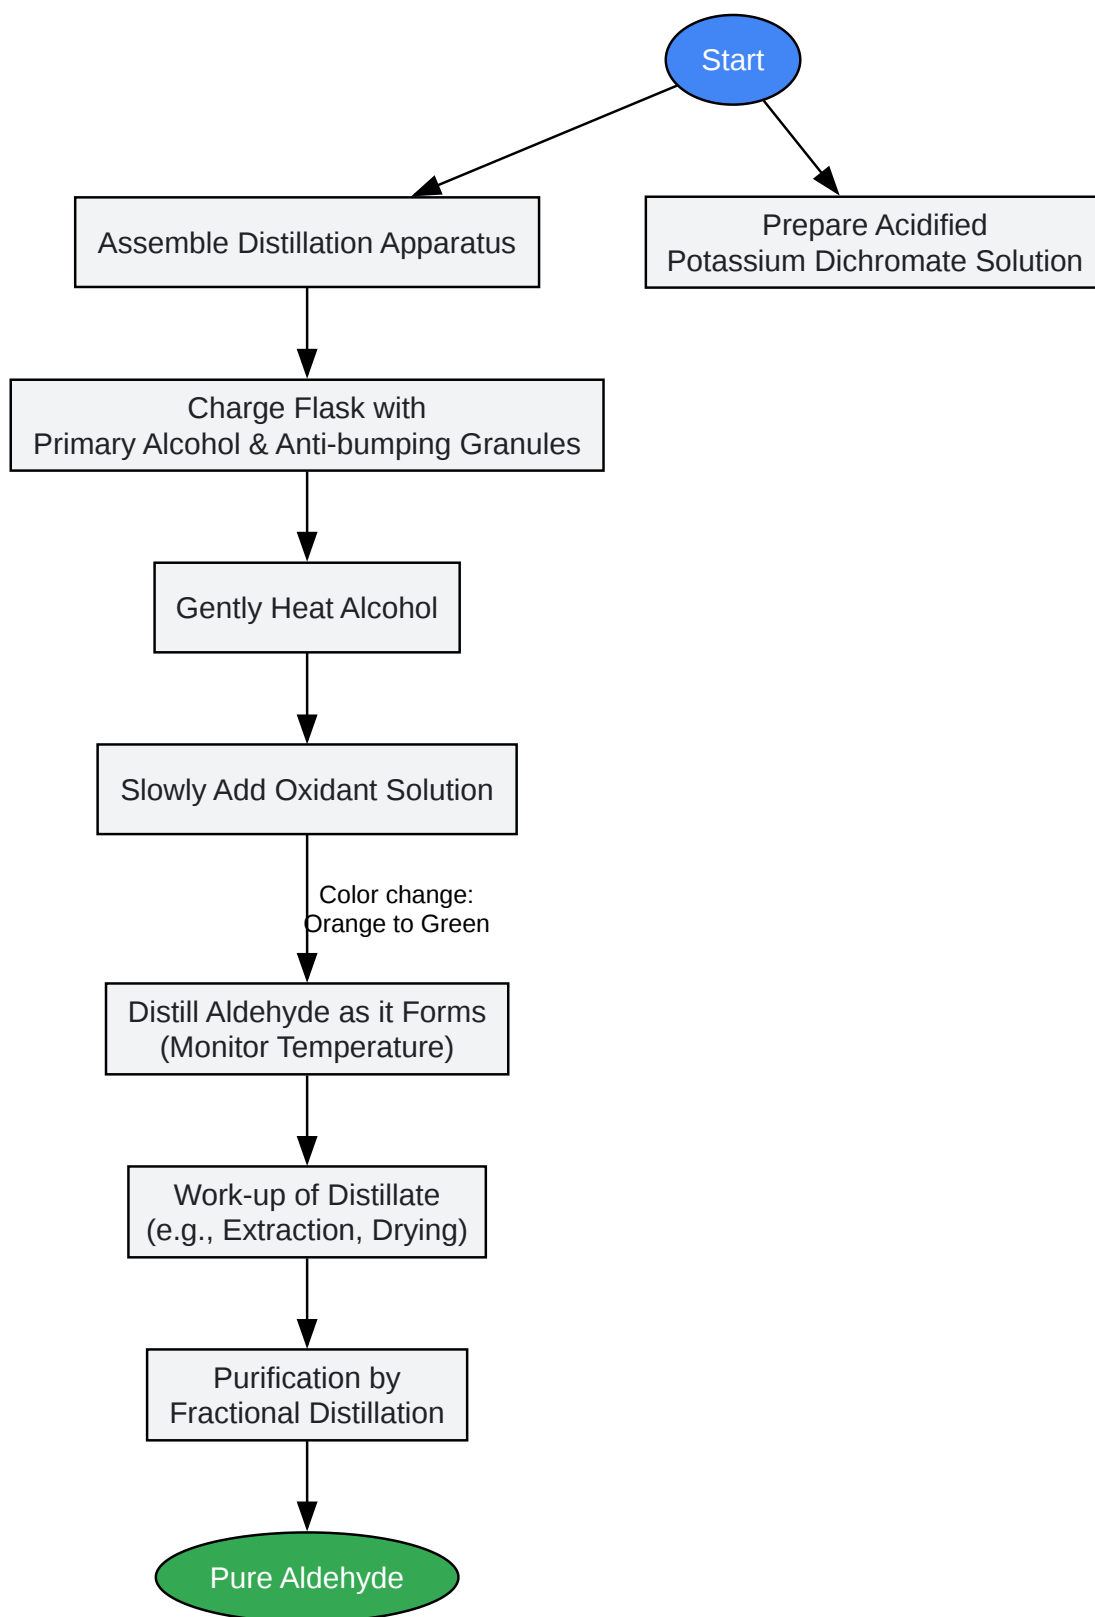 Start
Assemble Distillation Apparatus
Prepare Acidified
Potassium Dichromate Solution
Charge Flask with
Primary Alcohol & Anti-bumping Granules
Gently Heat Alcohol
Slowly Add Oxidant Solution
Color change:
Orange to Green
Distill Aldehyde as it Forms
(Monitor Temperature)
Work-up of Distillate
(e.g., Extraction, Drying)
Purification by
Fractional Distillation
Pure Aldehyde